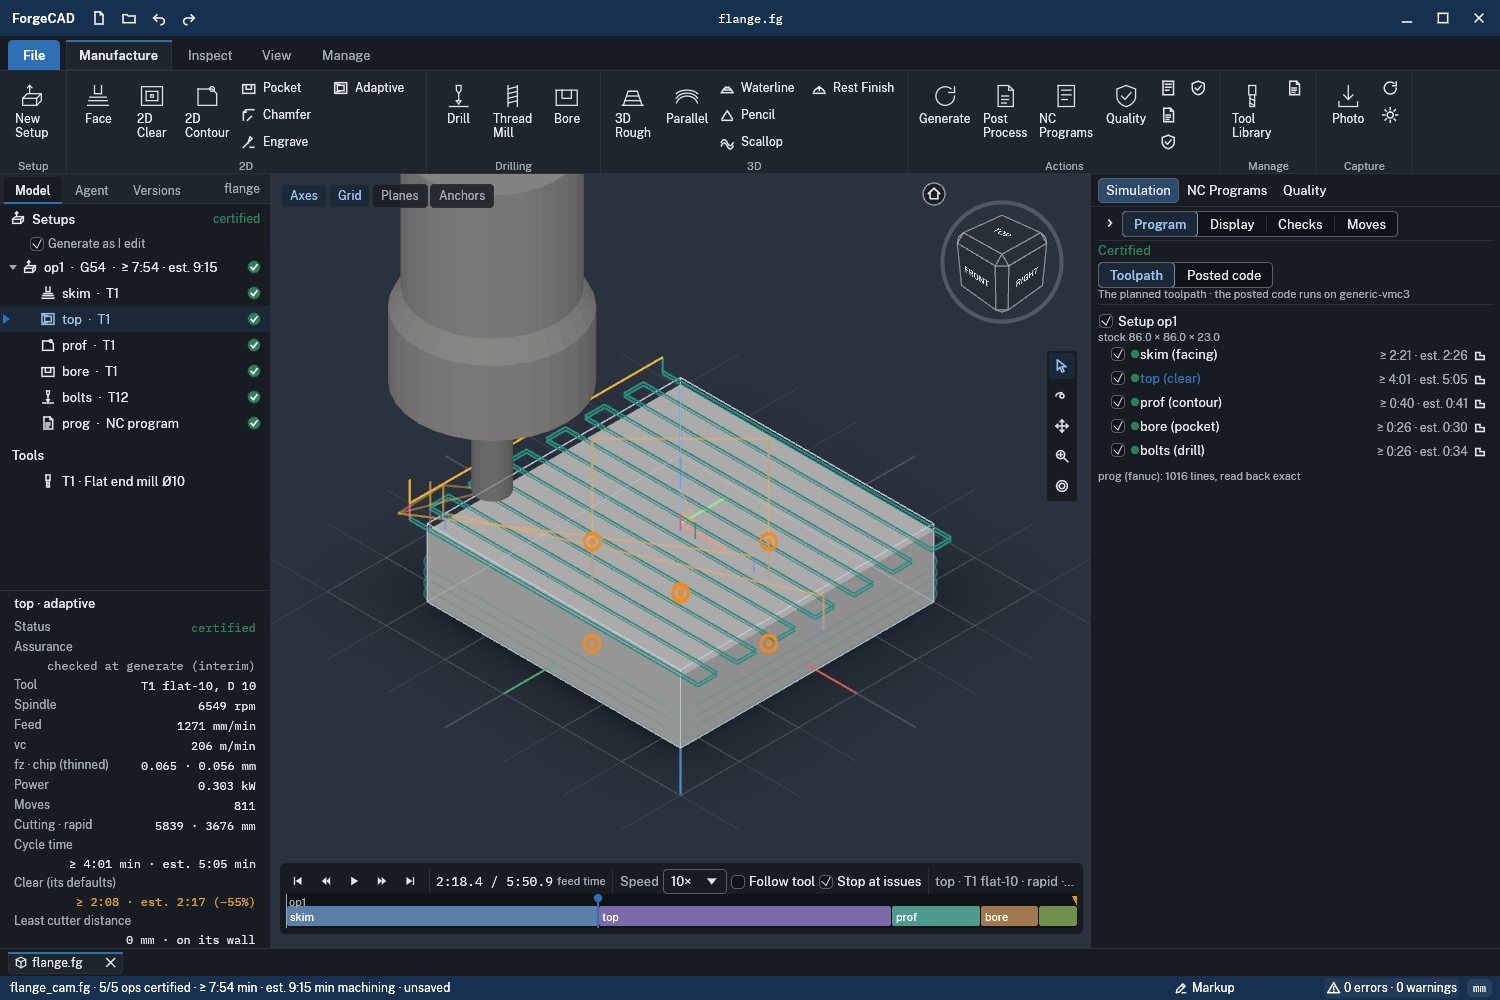 ForgeCAD
flange.fg
File
Manufacture
Inspect
View
Manage
New Setup
Setup
Face
2D Clear
2D Contour
Pocket
Chamfer
Engrave
Adaptive
2D
Drill
Thread Mill
Bore
Drilling
3D Rough
Parallel
Waterline
Pencil
Scallop
Rest Finish
3D
Generate
Post Process
NC Programs
Quality
Actions
Tool Library
Manage
Photo
Capture
Model
Agent
Versions
flange
Setups
certified
Generate as I edit
op1 · G54 · ≥ 7:54 · est. 9:15
skim · T1
top · T1
prof · T1
bore · T1
bolts · T12
prog · NC program
Tools
T1 · Flat end mill Ø10
top · adaptive
Status certified
Assurance
checked at generate (interim)
Tool T1 flat-10, D 10
Spindle 6549 rpm
Feed 1271 mm/min
vc 206 m/min
fz · chip (thinned) 0.065 · 0.056 mm
Power 0.303 kW
Moves 811
Cutting · rapid 5839 · 3676 mm
Cycle time
≥ 4:01 min · est. 5:05 min
Clear (its defaults)
≥ 2:08 · est. 2:17 (−55%)
Least cutter distance
0 mm · on its wall
Axes
Grid
Planes
Anchors
TOP
FRONT
RIGHT
2:18.4 / 5:50.9 feed time
Speed
10×
Follow tool
Stop at issues
top · T1 flat-10 · rapid ·...
op1
skim
top
prof
bore
Simulation
NC Programs
Quality
Program
Display
Checks
Moves
Certified
Toolpath
Posted code
The planned toolpath · the posted code runs on generic-vmc3
Setup op1
stock 86.0 × 86.0 × 23.0
skim (facing) ≥ 2:21 · est. 2:26
top (clear) ≥ 4:01 · est. 5:05
prof (contour) ≥ 0:40 · est. 0:41
bore (pocket) ≥ 0:26 · est. 0:30
bolts (drill) ≥ 0:26 · est. 0:34
prog (fanuc): 1016 lines, read back exact
flange.fg
flange_cam.fg · 5/5 ops certified · ≥ 7:54 min · est. 9:15 min machining · unsaved
Markup
0 errors · 0 warnings
mm